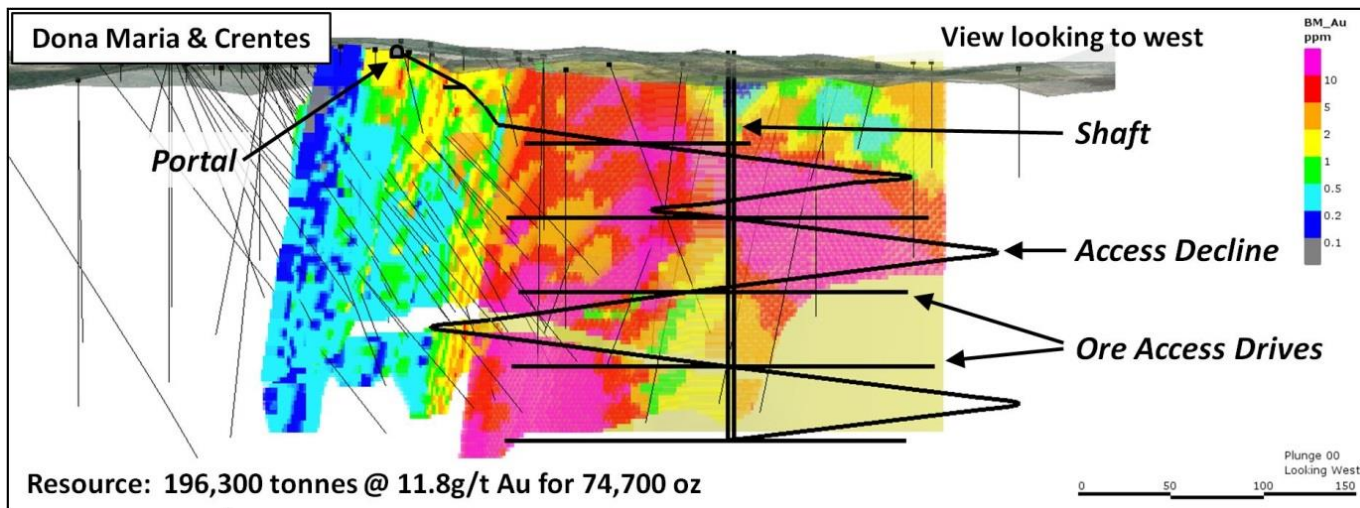 Dona Maria & Crentes
View looking to west
BM_Au
ppm
10
5
2
1
0.5
0.2
0.1
Portal
Shaft
Access Decline
Ore Access Drives
Plunge 00
Looking West
0 50 100 150
Resource: 196,300 tonnes @ 11.8g/t Au for 74,700 oz